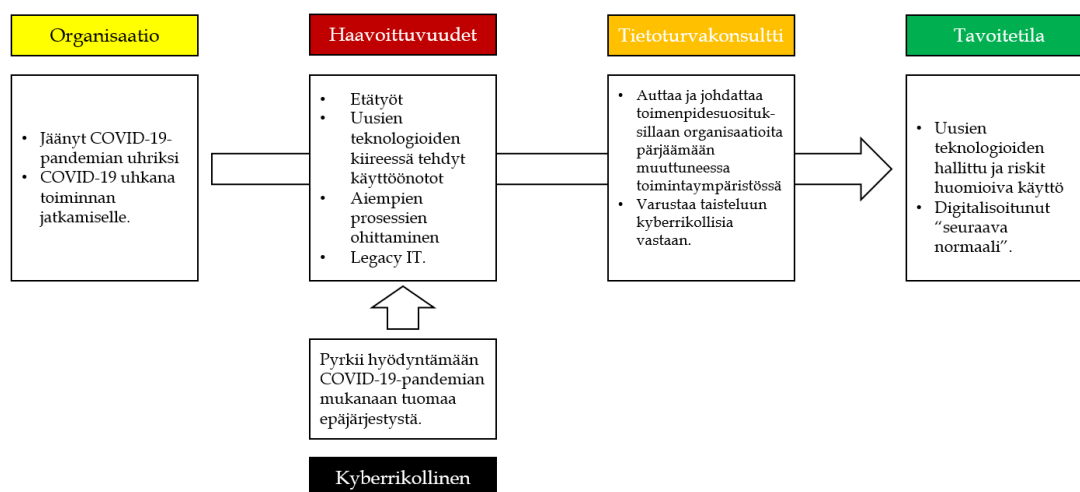 Organisaatio
• Jäänyt COVID-19-
pandemian uhriksi
• COVID-19 uhkana
toiminnan
jatkamiselle.
Haavoittuvuudet
• Etätyöt
• Uusien
teknologioiden
kiireessä tehdyt
käyttöönotot
• Aiempien
prosessien
ohittaminen
• Legacy IT.
Pyrkii hyödyntämään
COVID-19-pandemian
mukanaan tuomaa
epäjärjestystä.
Kyberrikollinen
Tietoturvakonsultti
• Auttaa ja johdattaa
toimenpidesuosituk-
sillaan organisaatioita
pärjäämään
muuttuneessa
toimintaympäristössä
• Varustaa taisteluun
kyberrikollisia
vastaan.
Tavoitetila
• Uusien
teknologioiden
hallittu ja riskit
huomioiva käyttö
• Digitalisoitunut
“seuraava
normaali”.